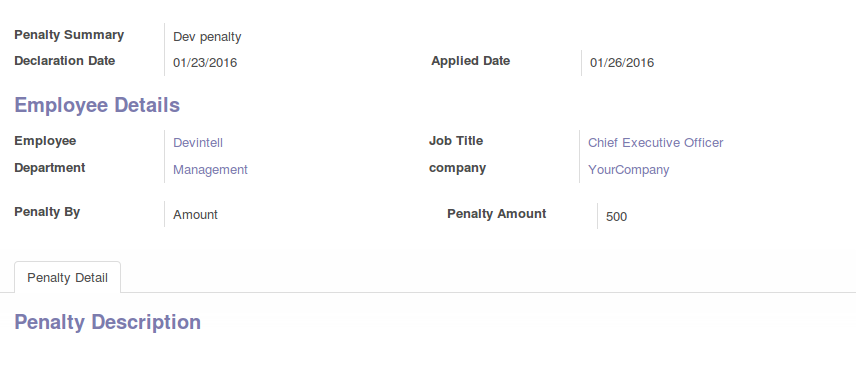 Penalty Summary Dev penalty
Declaration Date 01/23/2016 Applied Date 01/26/2016
Employee Details
Employee Devintell Job Title Chief Executive Officer
Department Management company YourCompany
Penalty By Amount Penalty Amount 500
Penalty Detail
Penalty Description